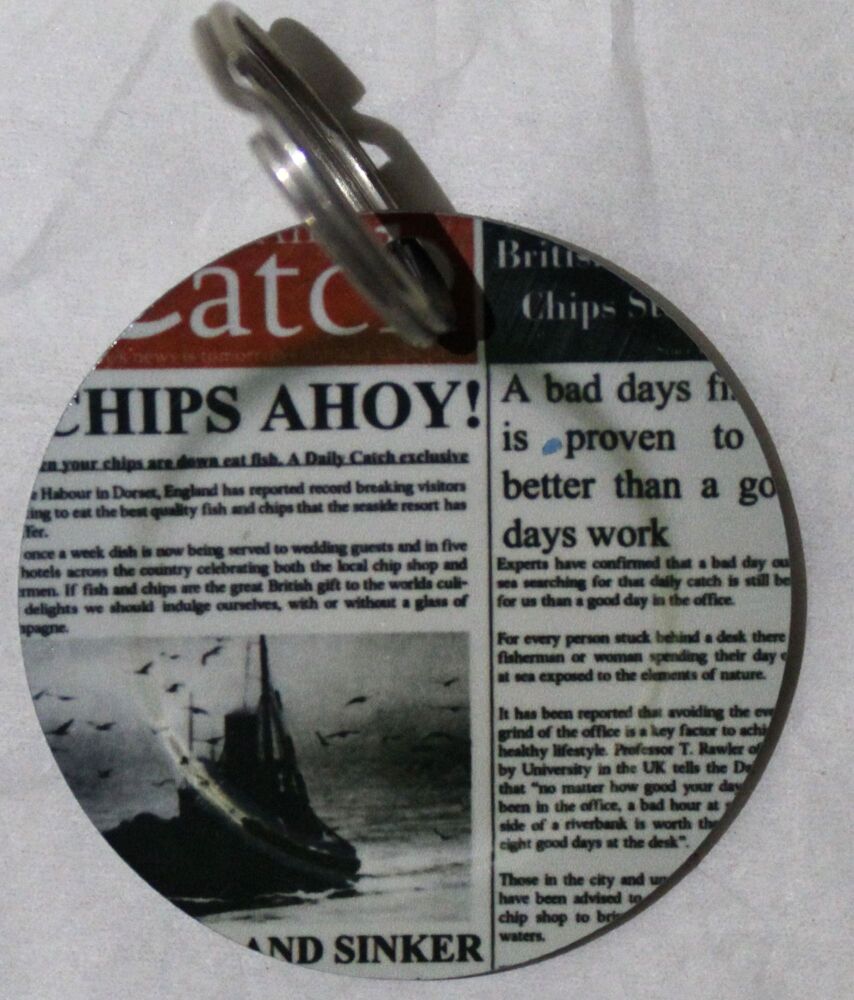 Catch
CHIPS AHOY!
your chips are down eat fish. A Daily Catch exclusive
Habour in Dorset, England has reported record breaking visitors
ing to eat the best quality fish and chips that the seaside resort has
fer.
once a week dish is now being served to wedding guests and in five
hotels across the country celebrating both the local chip shop and
rmen. If fish and chips are the great British gift to the worlds culi-
delights we should indulge ourselves, with or without a glass of
pagne.
AND SINKER
Britis
Chips St
A bad days fi
is proven to
better than a go
days work
Experts have confirmed that a bad day ou
sea searching for that daily catch is still be
for us than a good day in the office.
For every person stuck behind a desk there
fisherman or woman spending their day
at sea exposed to the elements of nature.
It has been reported that avoiding the eve
grind of the office is a key factor to achi
healthy lifestyle. Professor T. Rawler of
by University in the UK tells the Da
that "no matter how good your day
been in the office, a bad hour at
side of a riverbank is worth the
eight good days at the desk".
Those in the city and un
have been advised to
chip shop to bri
waters.